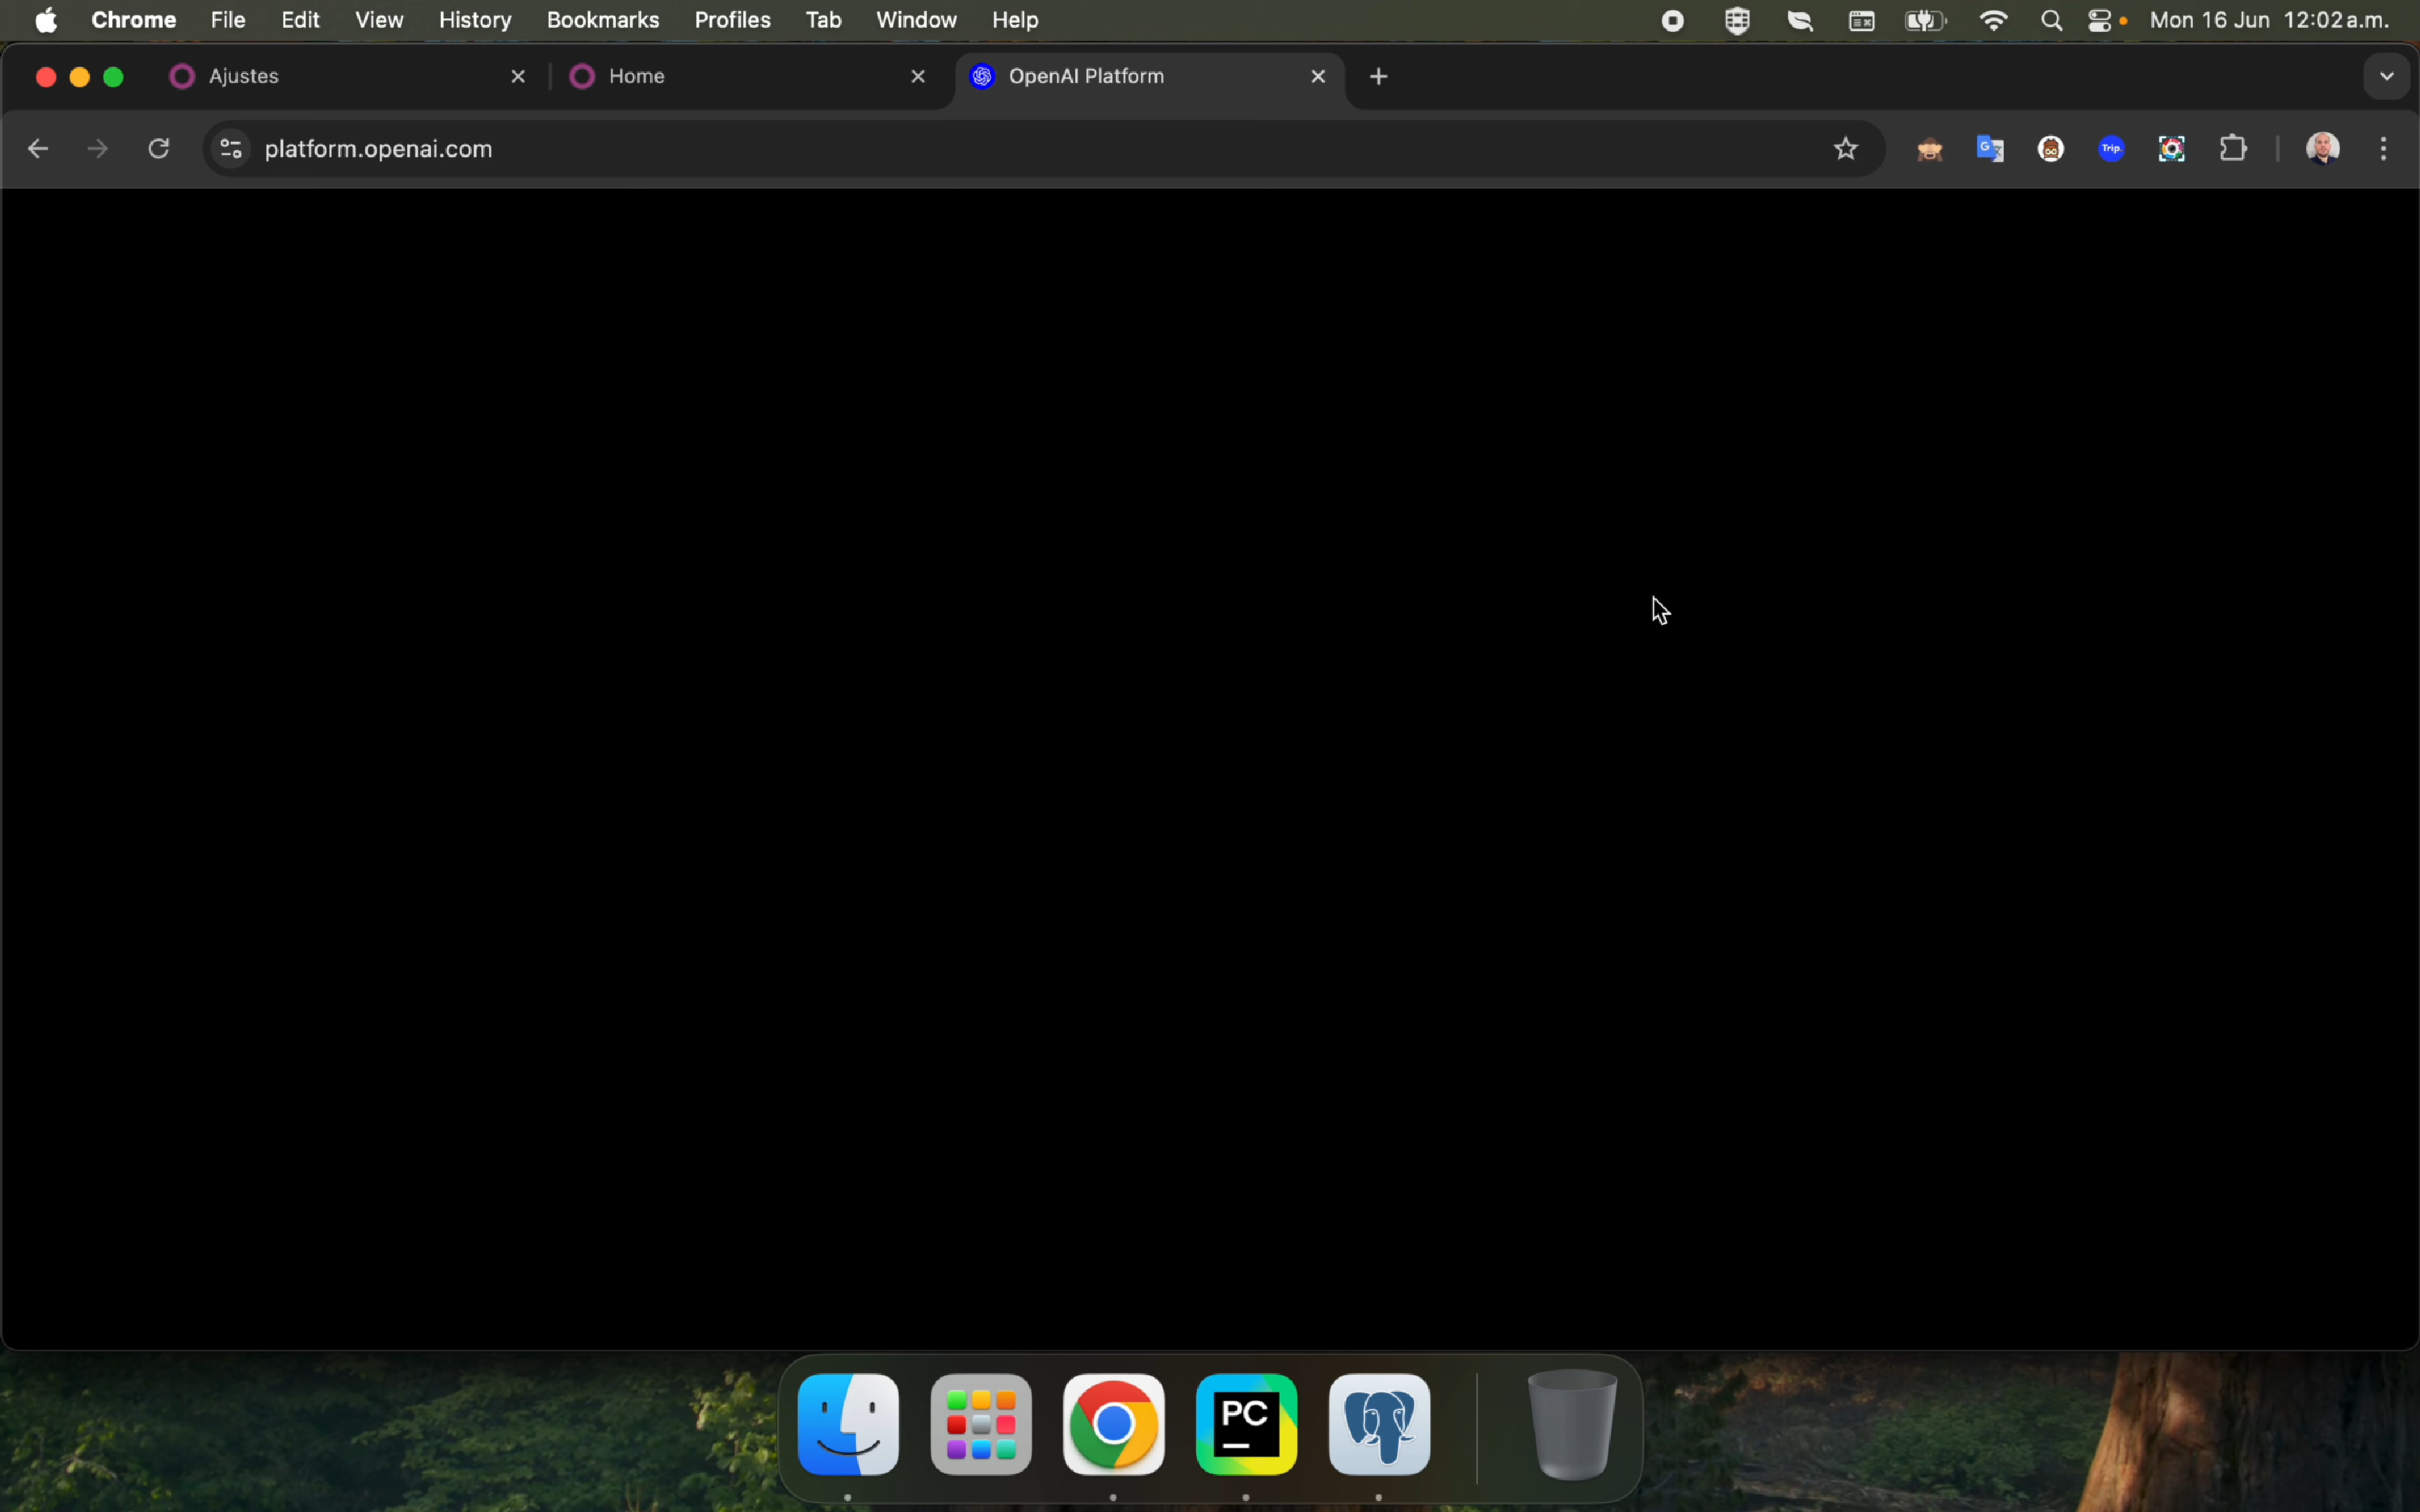 Chrome File Edit View History Bookmarks Profiles Tab Window Help Mon 16 Jun 12:02 a.m.
Ajustes Home OpenAI Platform
platform.openai.com Trip.
PC